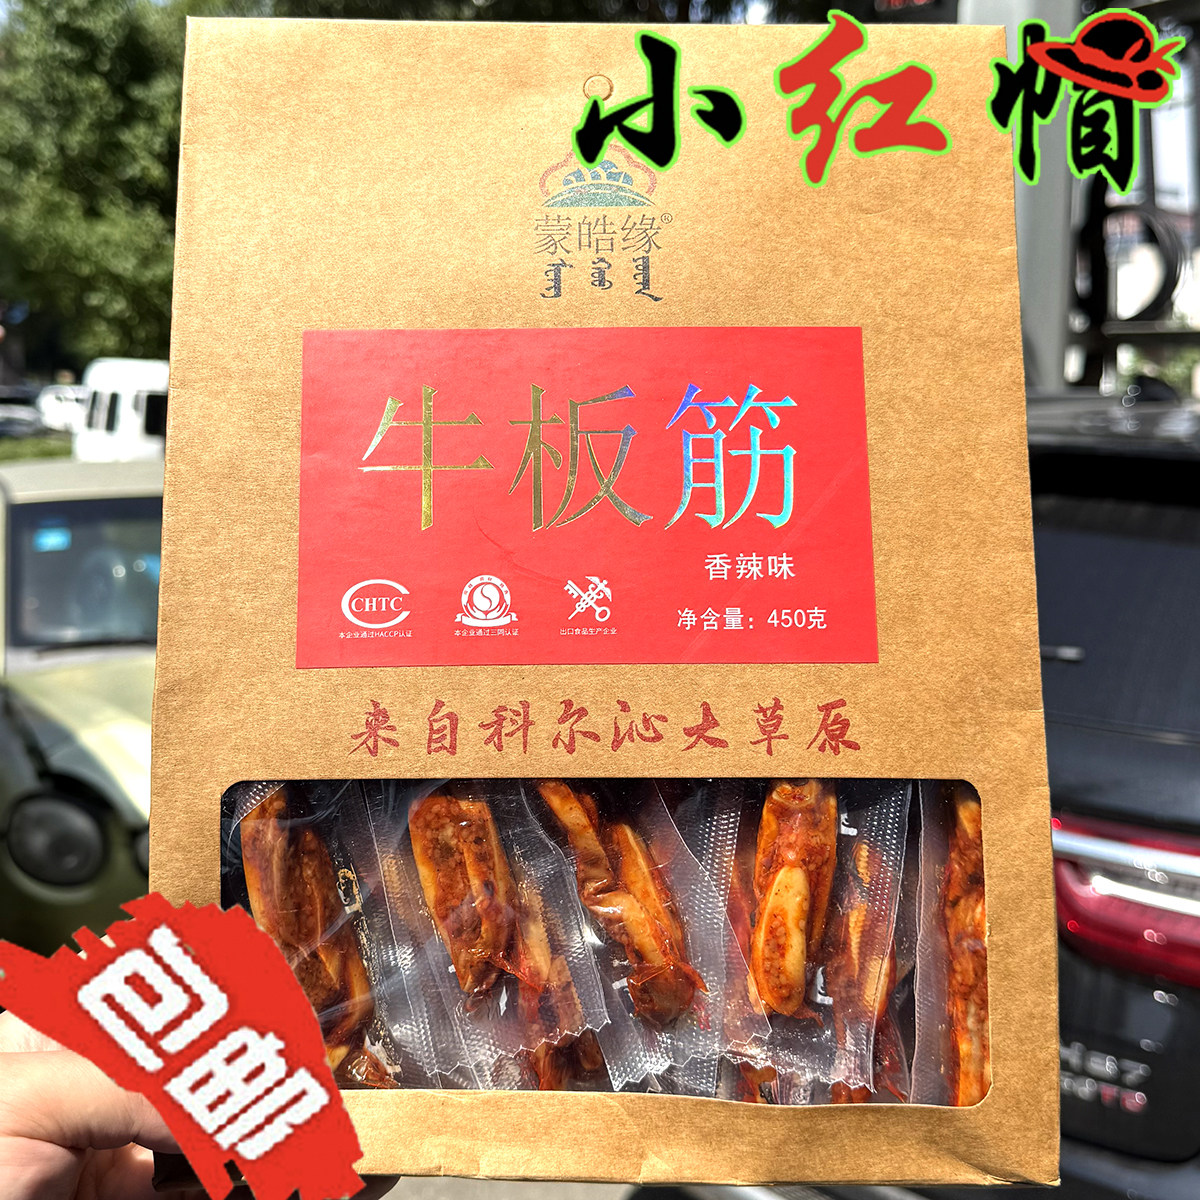 小红帽
蒙皓缘®
牛板筋
香辣味
净含量：450克
CHTC
本企业通过HACCP认证
本企业通过三同认证
出口食品生产企业
来自科尔沁大草原
包邮